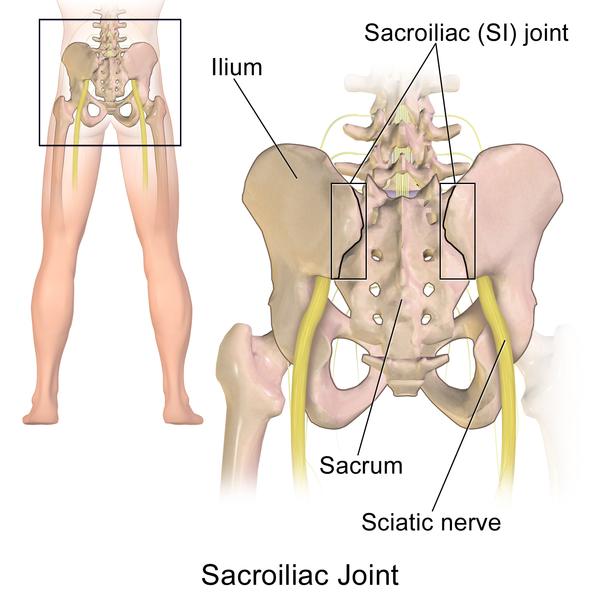 Sacroiliac (SI) joint
Ilium
Sacrum
Sciatic nerve
Sacroiliac Joint